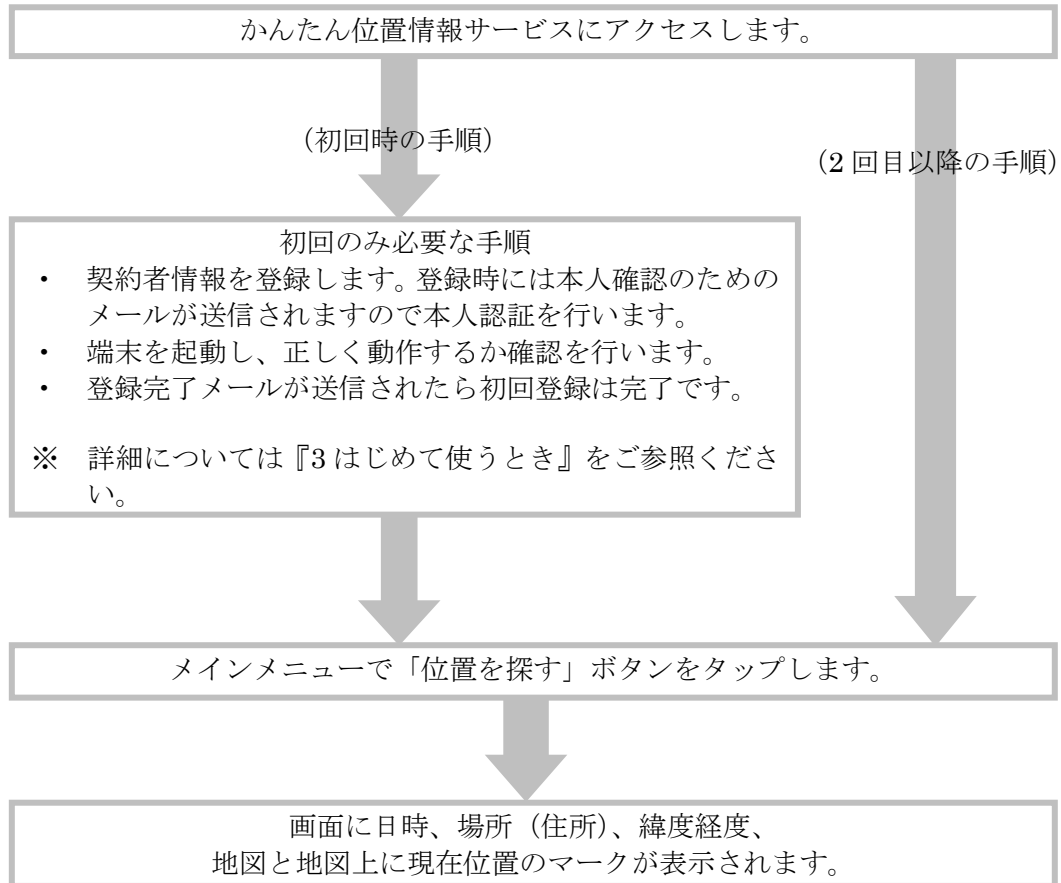 かんたん位置情報サービスにアクセスします。
(初回時の手順)
(2 回目以降の手順)
初回のみ必要な手順
・ 契約者情報を登録します。登録時には本人確認のための
メールが送信されますので本人認証を行います。
・ 端末を起動し、正しく動作するか確認を行います。
・ 登録完了メールが送信されたら初回登録は完了です。
※ 詳細については『3 はじめて使うとき』をご参照くださ
い。
メインメニューで「位置を探す」ボタンをタップします。
画面に日時、場所（住所）、緯度経度、
地図と地図上に現在位置のマークが表示されます。